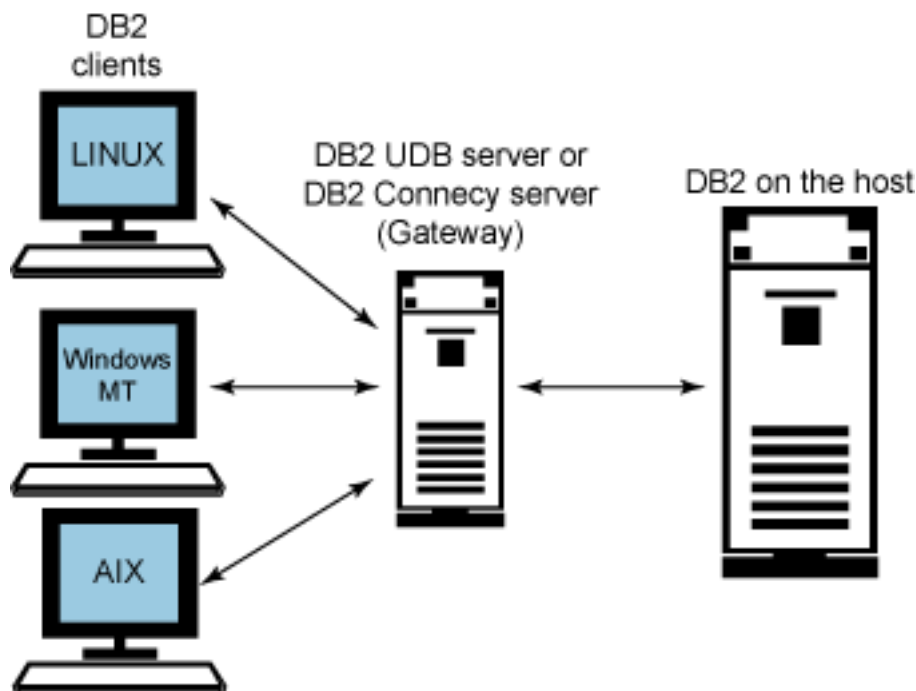 DB2
clients
LINUX
DB2 UDB server or
DB2 Connecy server
(Gateway)
DB2 on the host
Windows
MT
AIX